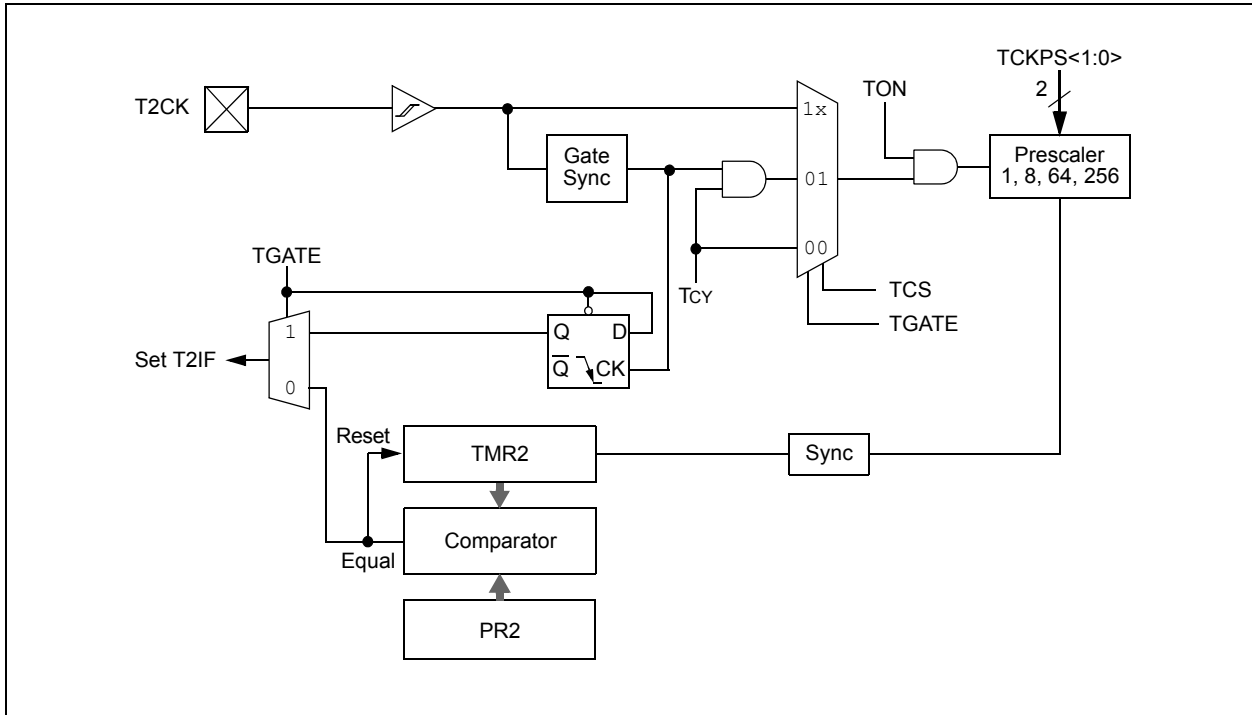 TCKPS<1:0>
2
T2CK
TON
1x
Gate
Sync
Prescaler
1, 8, 64, 256
01
00
TGATE
TCY
TCS
TGATE
1
Q
D
Set T2IF
Q
CK
0
Reset
TMR2
Sync
Comparator
Equal
PR2